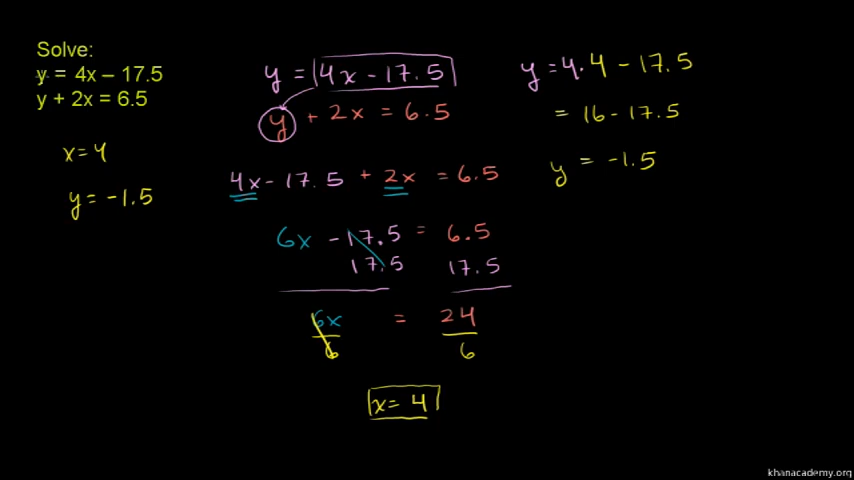 Solve:
y = 4x – 17.5
y + 2x = 6.5
x = 4
y = -1.5
y = 4x - 17.5
y + 2x = 6.5
4x - 17.5 + 2x = 6.5
6x - 17.5 = 6.5
17.5 17.5
6x = 24
6 6
x = 4
y = 4·4 - 17.5
= 16 - 17.5
y = -1.5
khanacademy.org